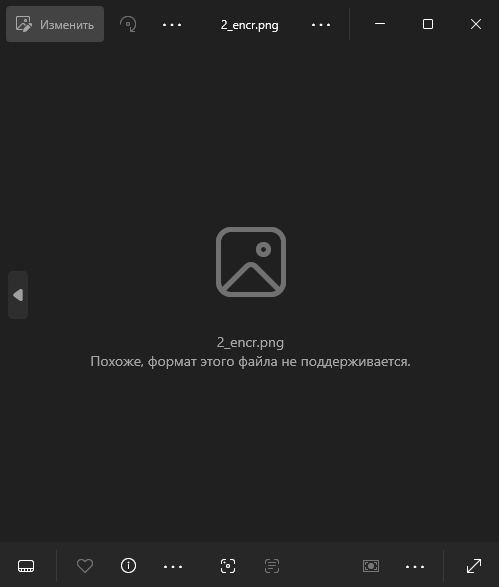 Изменить
2_encr.png
2_encr.png
Похоже, формат этого файла не поддерживается.